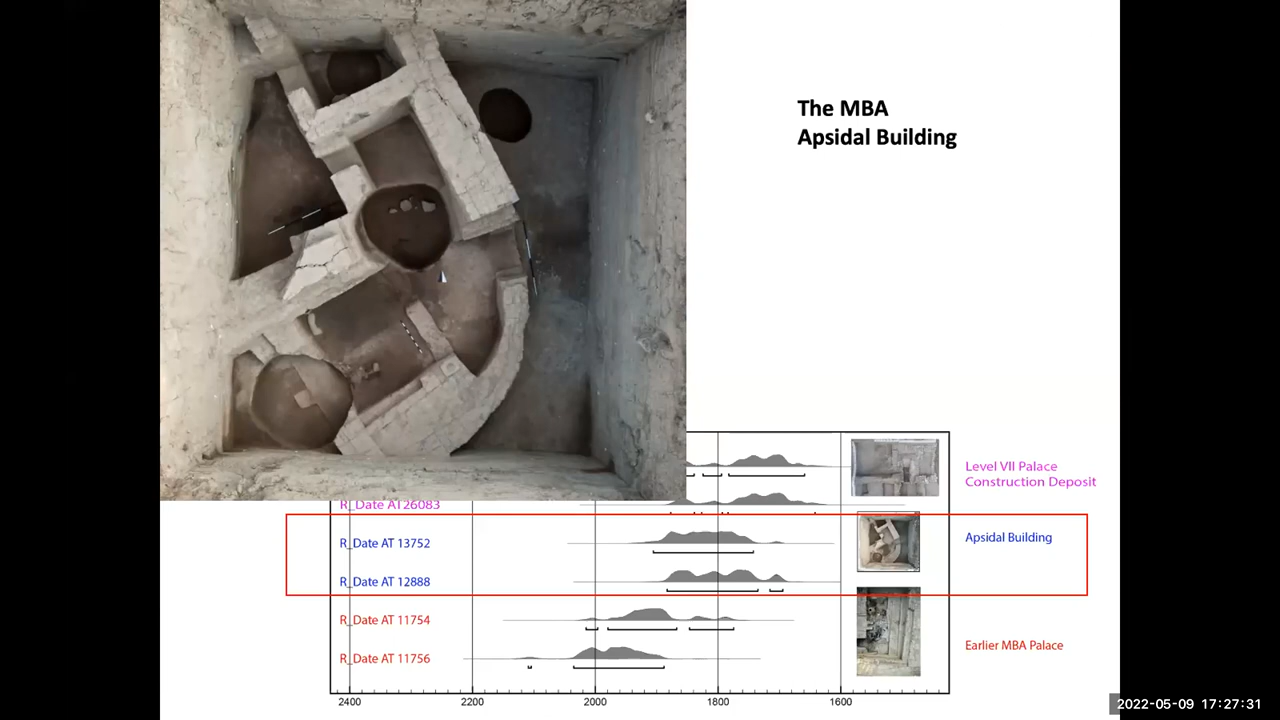 The MBA
Apsidal Building
Level VII Palace
Construction Deposit
R_Date AT26083
R_Date AT 13752
Apsidal Building
R_Date AT 12888
R_Date AT 11754
Earlier MBA Palace
R_Date AT 11756
2400 2200 2000 1800 1600
2022-05-09 17:27:31